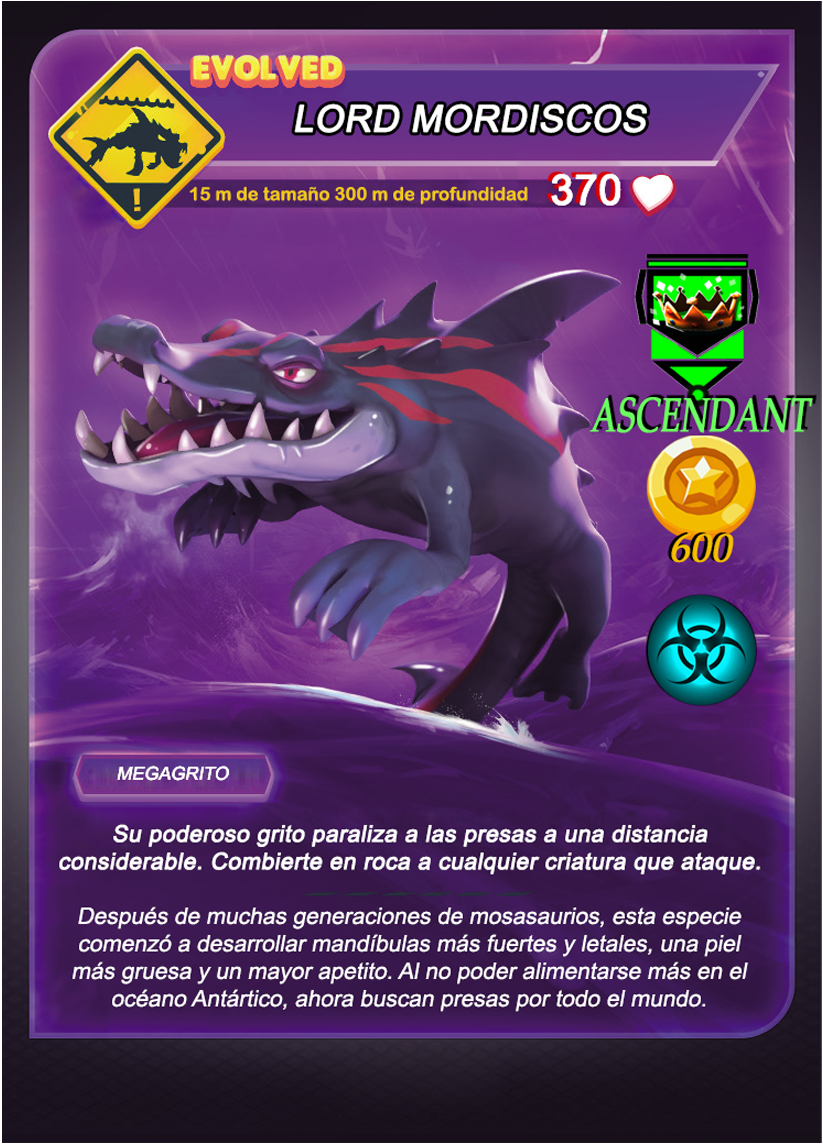 EVOLVED
LORD MORDISCOS
15 m de tamaño 300 m de profundidad
370
!
ASCENDANT
600
MEGAGRITO
Su poderoso grito paraliza a las presas a una distancia
considerable. Combierte en roca a cualquier criatura que ataque.
Después de muchas generaciones de mosasaurios, esta especie
comenzó a desarrollar mandíbulas más fuertes y letales, una piel
más gruesa y un mayor apetito. Al no poder alimentarse más en el
océano Antártico, ahora buscan presas por todo el mundo.